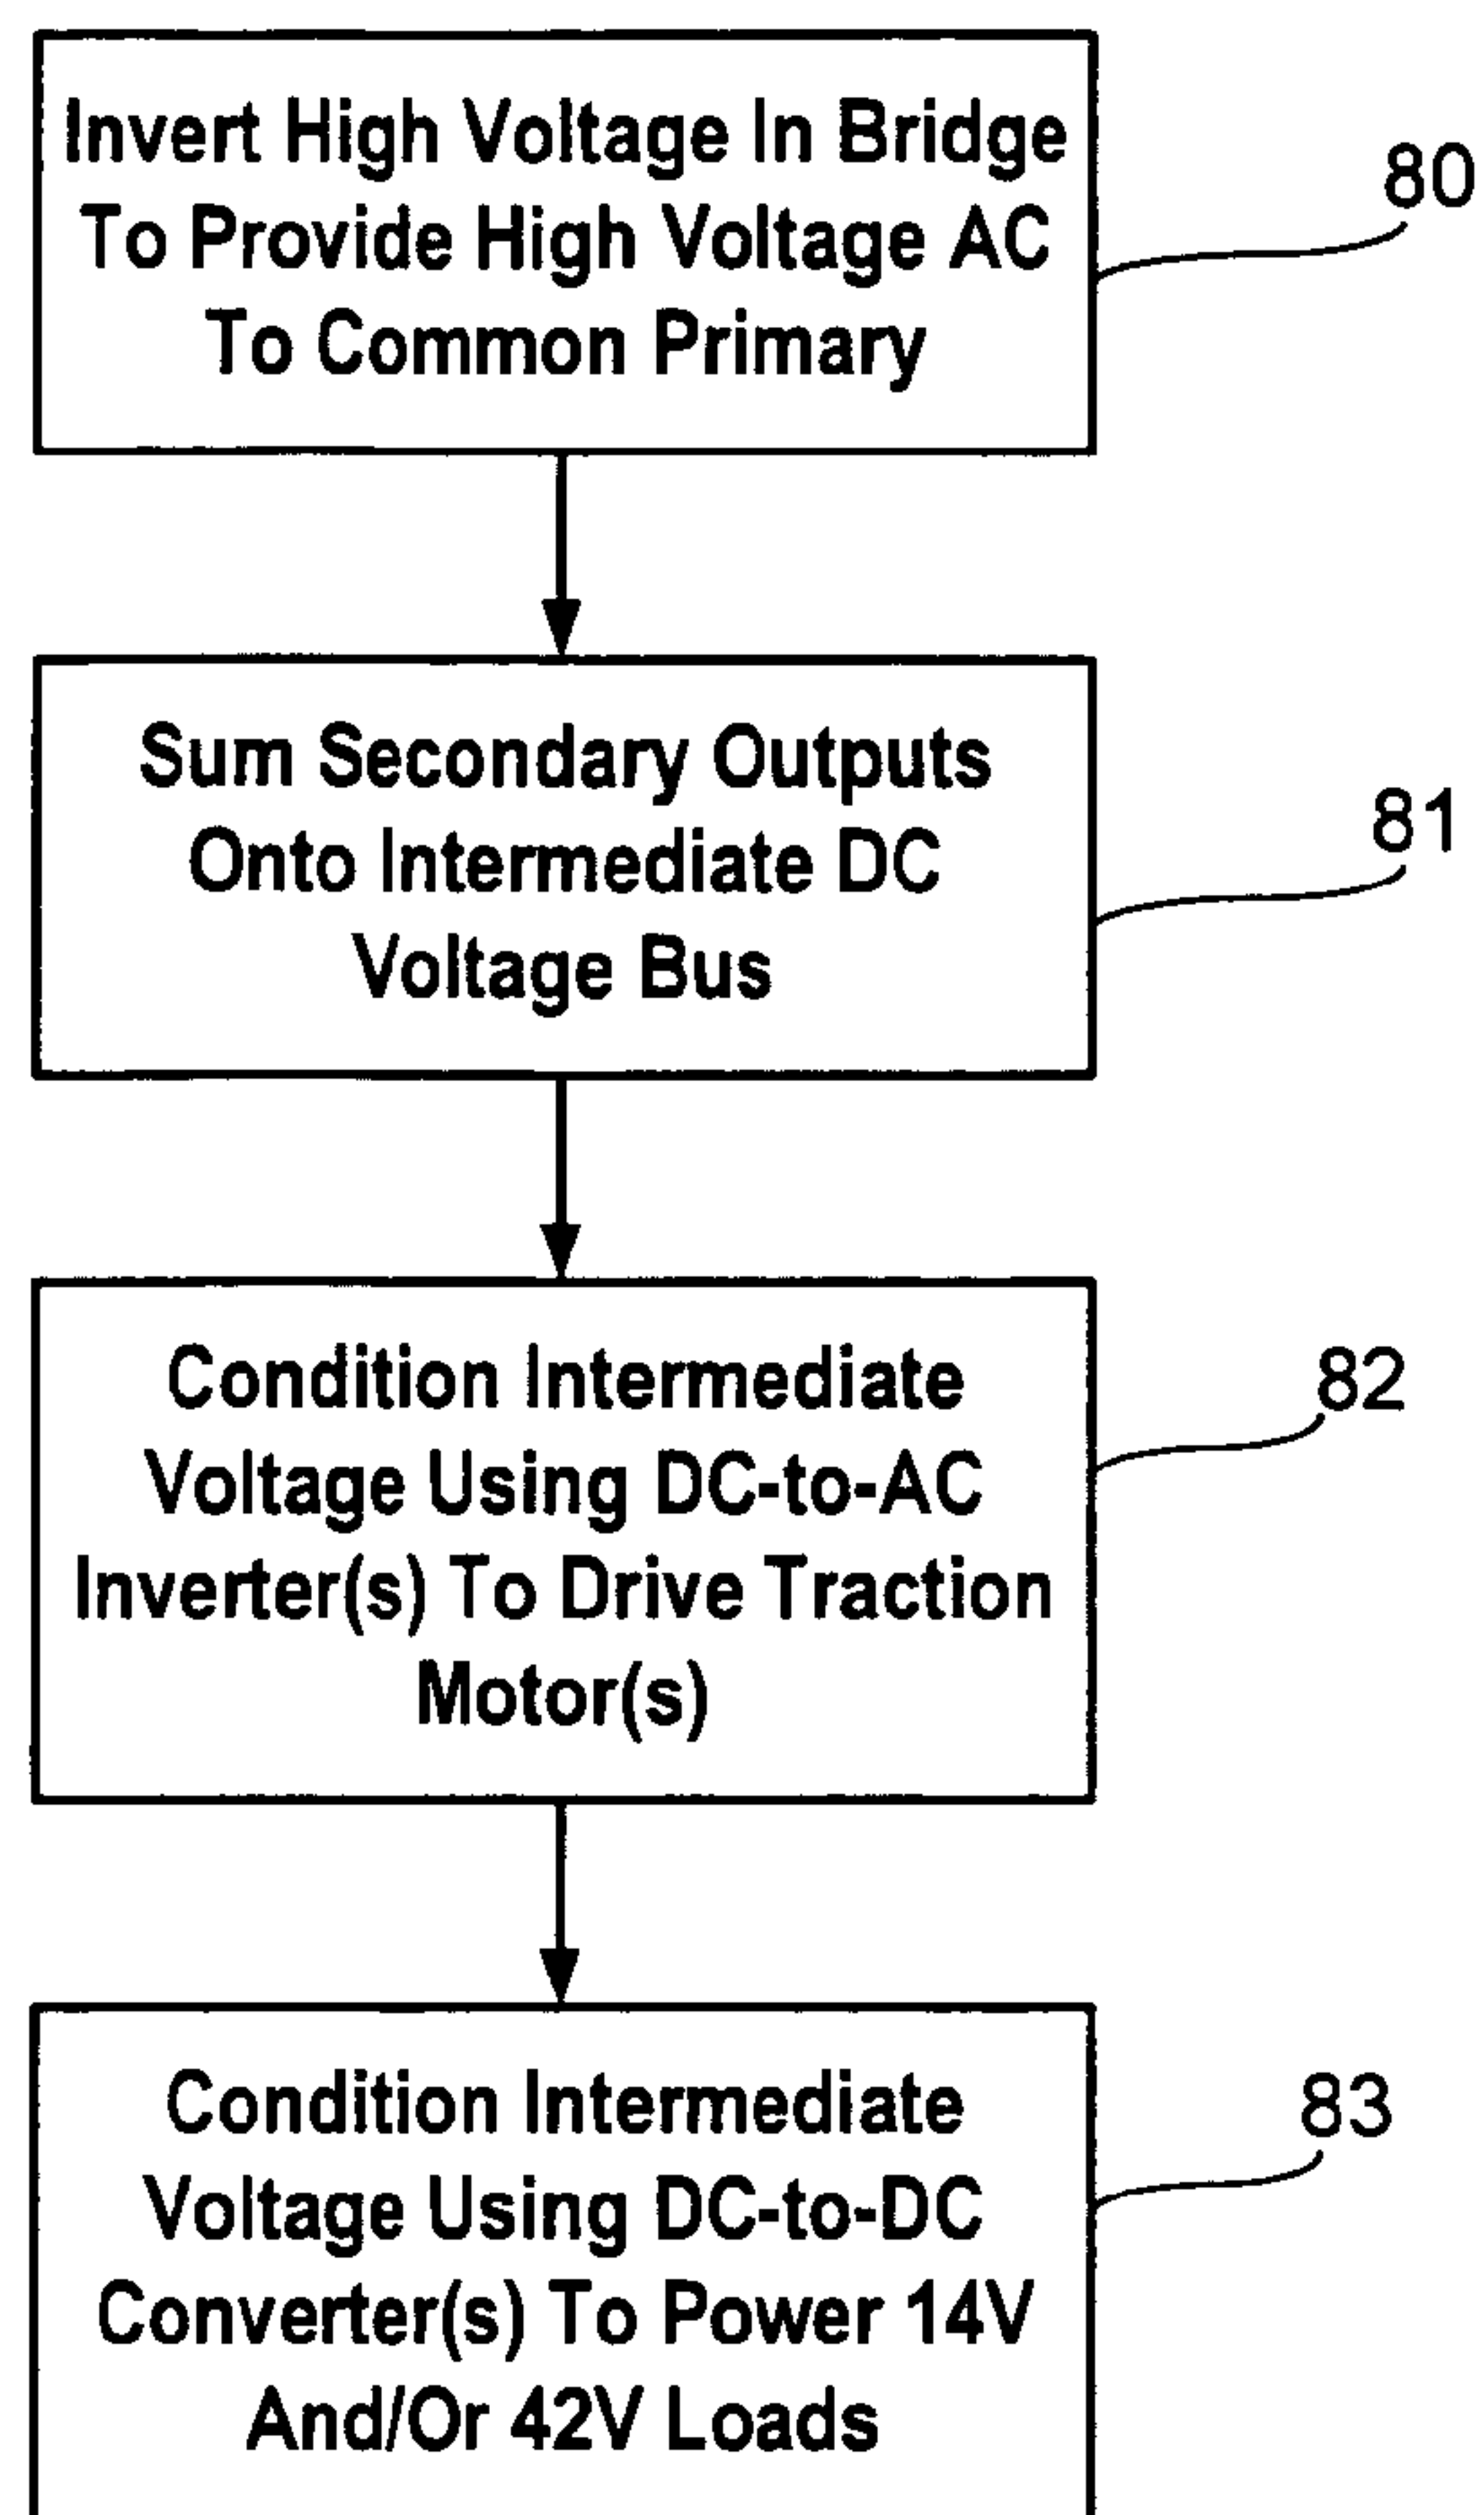 Invert High Voltage In Bridge
To Provide High Voltage AC
To Common Primary
80
Sum Secondary Outputs
Onto Intermediate DC
Voltage Bus
81
Condition Intermediate
Voltage Using DC-to-AC
Inverter(s) To Drive Traction
Motor(s)
82
Condition Intermediate
Voltage Using DC-to-DC
Converter(s) To Power 14V
And/Or 42V Loads
83